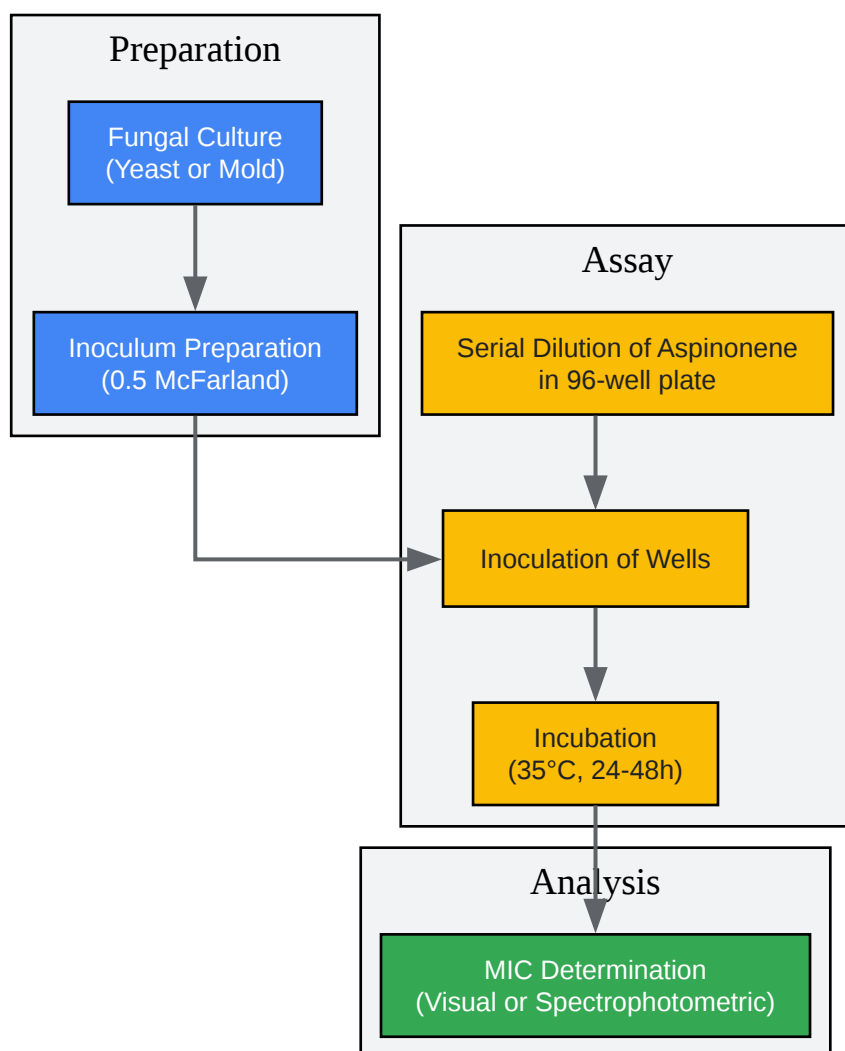 Preparation
Fungal Culture
(Yeast or Mold)
Inoculum Preparation
(0.5 McFarland)
Assay
Serial Dilution of Aspinonene
in 96-well plate
Inoculation of Wells
Incubation
(35°C, 24-48h)
Analysis
MIC Determination
(Visual or Spectrophotometric)